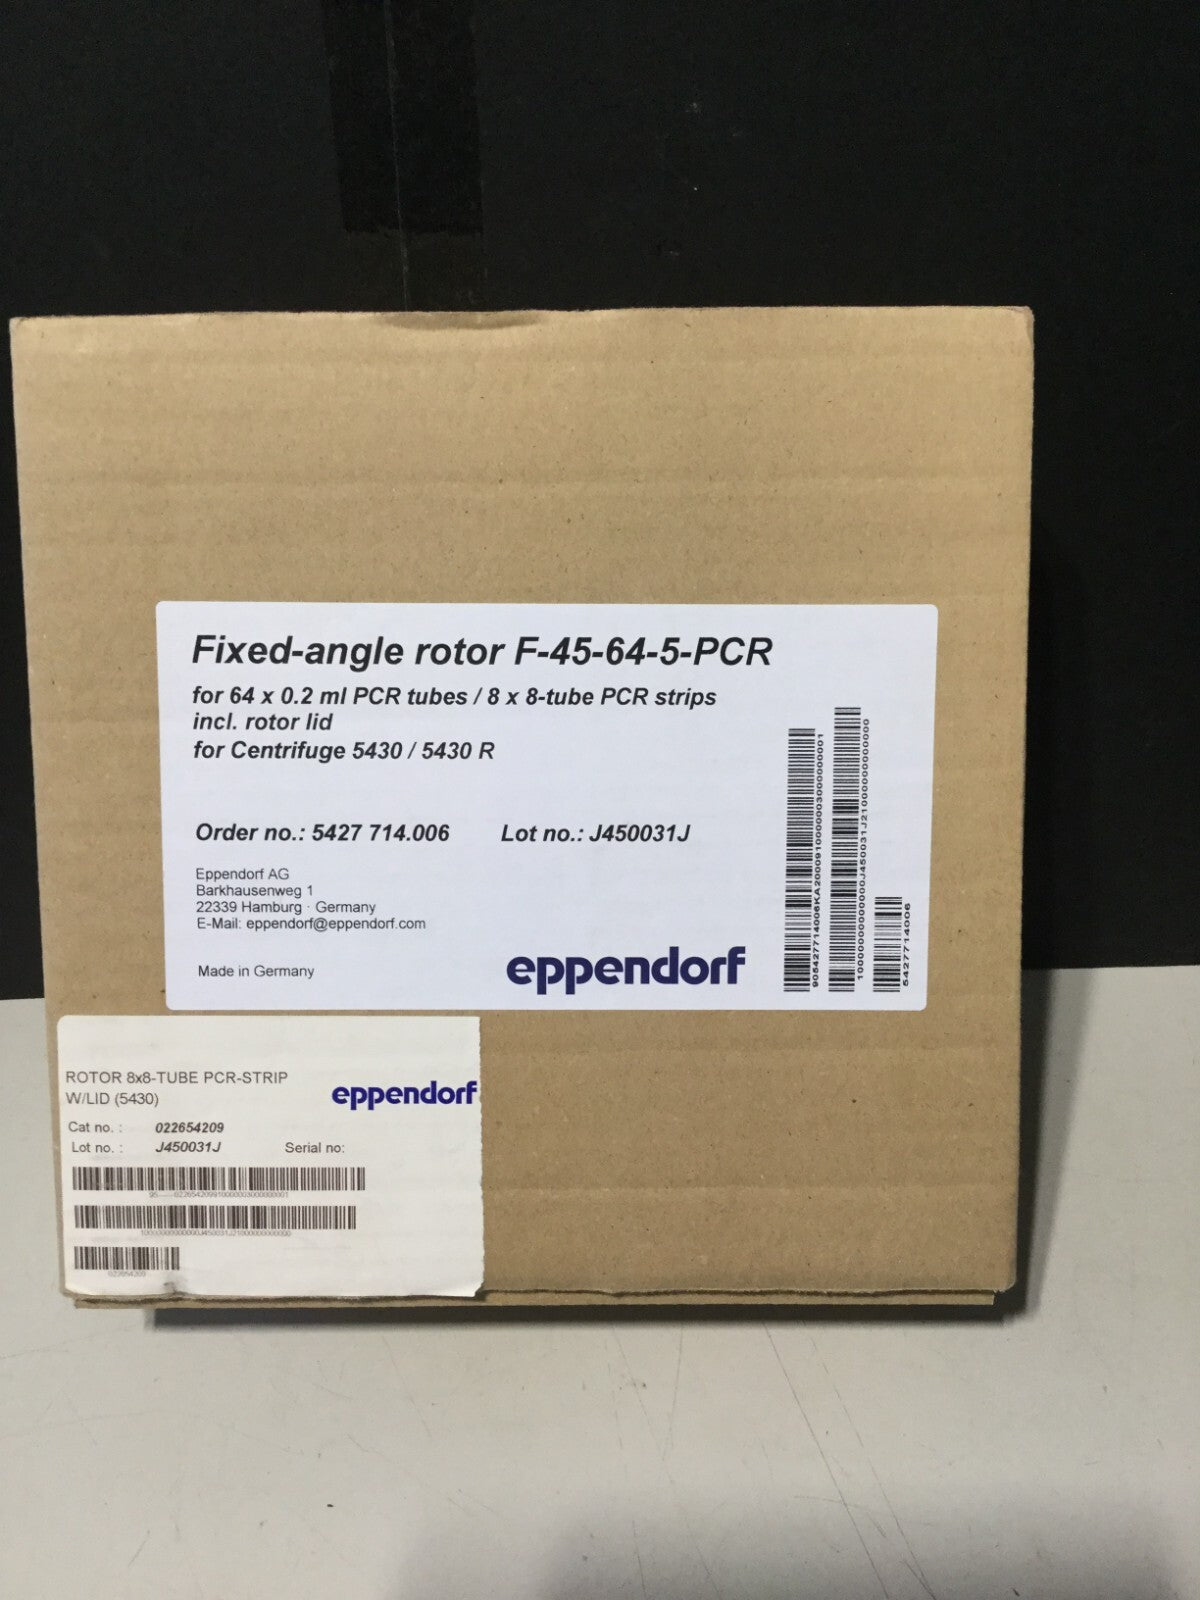 Fixed-angle rotor F-45-64-5-PCR
for 64 x 0.2 ml PCR tubes / 8 x 8-tube PCR strips
incl. rotor lid
for Centrifuge 5430 / 5430 R
Order no.: 5427 714.006 Lot no.: J450031J
Eppendorf AG
Barkhausenweg 1
22339 Hamburg · Germany
E-Mail: eppendorf@eppendorf.com
Made in Germany
eppendorf
5427714006
ROTOR 8x8-TUBE PCR-STRIP
W/LID (5430)
eppendorf
Cat no. : 022654209
Lot no. : J450031J Serial no:
022654209